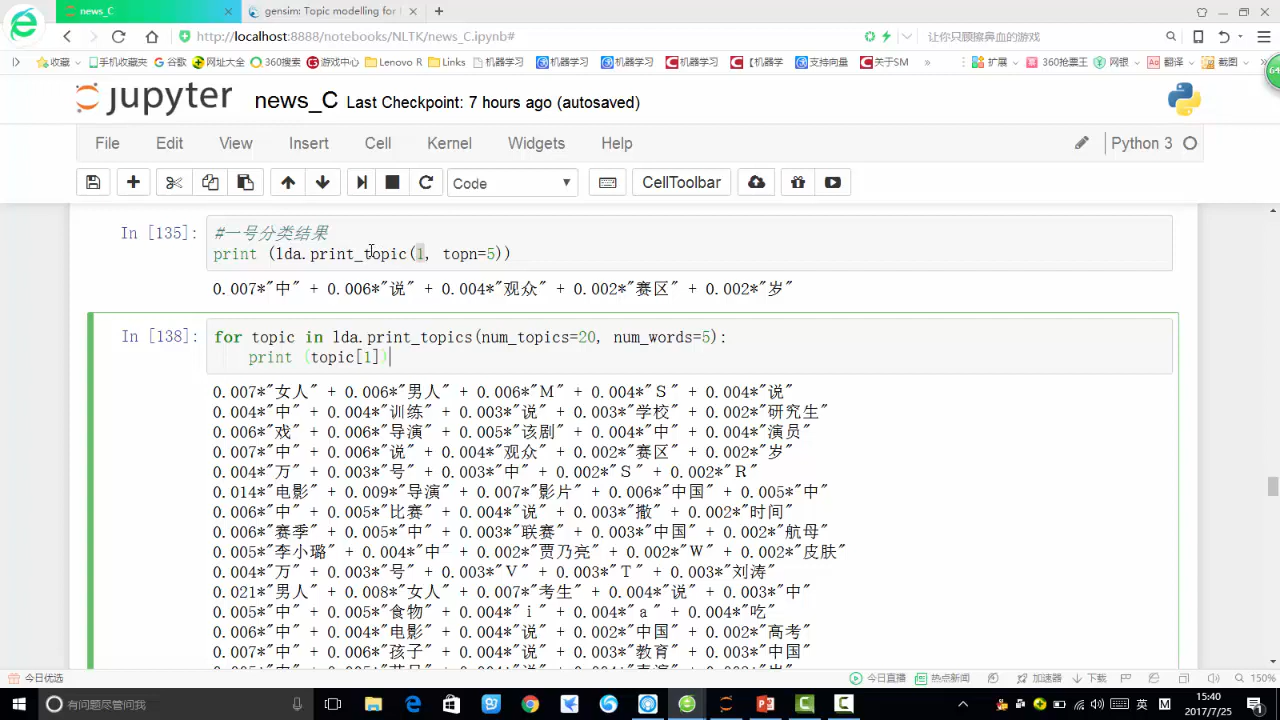 news_C
gensim: Topic modelling for
http://localhost:8888/notebooks/NLTK/news_C.ipynb#
让你只顾擦鼻血的游戏
收藏 手机收藏夹 谷歌 网址大全 360搜索 游戏中心 Lenovo R Links 机器学习 机器学习 机器学习 机器学习 【机器学 支持向量 关于SM » 扩展 360抢票王 网银 翻译 截图
jupyter news_C Last Checkpoint: 7 hours ago (autosaved)
File Edit View Insert Cell Kernel Widgets Help Python 3
Code CellToolbar
In [135]: #一号分类结果
print (lda.print_topic(1, topn=5))
0.007*"中" + 0.006*"说" + 0.004*"观众" + 0.002*"赛区" + 0.002*"岁"
In [138]: for topic in lda.print_topics(num_topics=20, num_words=5):
print (topic[1])
0.007*"女人" + 0.006*"男人" + 0.006*"M" + 0.004*"S" + 0.004*"说"
0.004*"中" + 0.004*"训练" + 0.003*"说" + 0.003*"学校" + 0.002*"研究生"
0.006*"戏" + 0.006*"导演" + 0.005*"该剧" + 0.004*"中" + 0.004*"演员"
0.007*"中" + 0.006*"说" + 0.004*"观众" + 0.002*"赛区" + 0.002*"岁"
0.004*"万" + 0.003*"号" + 0.003*"中" + 0.002*"S" + 0.002*"R"
0.014*"电影" + 0.009*"导演" + 0.007*"影片" + 0.006*"中国" + 0.005*"中"
0.006*"中" + 0.005*"比赛" + 0.004*"说" + 0.003*"撒" + 0.002*"时间"
0.006*"赛季" + 0.005*"中" + 0.003*"联赛" + 0.003*"中国" + 0.002*"航母"
0.005*"李小璐" + 0.004*"中" + 0.002*"贾乃亮" + 0.002*"W" + 0.002*"皮肤"
0.004*"万" + 0.003*"号" + 0.003*"V" + 0.003*"T" + 0.003*"刘涛"
0.021*"男人" + 0.008*"女人" + 0.007*"考生" + 0.004*"说" + 0.003*"中"
0.005*"中" + 0.005*"食物" + 0.004*"i" + 0.004*"a" + 0.004*"吃"
0.006*"中" + 0.004*"电影" + 0.004*"说" + 0.002*"中国" + 0.002*"高考"
0.007*"中" + 0.006*"孩子" + 0.004*"说" + 0.003*"教育" + 0.003*"中国"
今日优选 今日直播 热点新闻 加速器 下载 150%
有问题尽管问我 英 15:40
2017/7/25